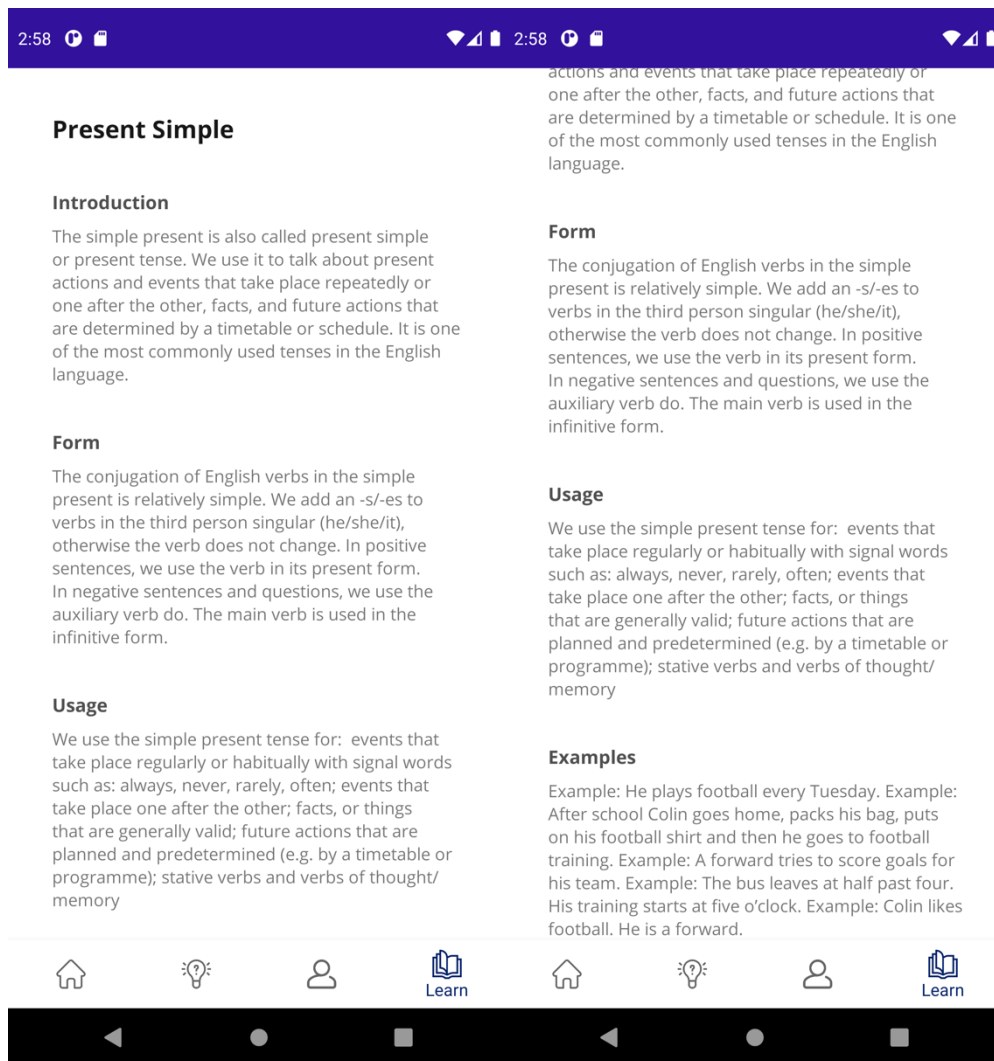 2:58
Present Simple
Introduction
The simple present is also called present simple
or present tense. We use it to talk about present
actions and events that take place repeatedly or
one after the other, facts, and future actions that
are determined by a timetable or schedule. It is one
of the most commonly used tenses in the English
language.
Form
The conjugation of English verbs in the simple
present is relatively simple. We add an -s/-es to
verbs in the third person singular (he/she/it),
otherwise the verb does not change. In positive
sentences, we use the verb in its present form.
In negative sentences and questions, we use the
auxiliary verb do. The main verb is used in the
infinitive form.
Usage
We use the simple present tense for:  events that
take place regularly or habitually with signal words
such as: always, never, rarely, often; events that
take place one after the other; facts, or things
that are generally valid; future actions that are
planned and predetermined (e.g. by a timetable or
programme); stative verbs and verbs of thought/
memory
Learn
2:58
actions and events that take place repeatedly or
one after the other, facts, and future actions that
are determined by a timetable or schedule. It is one
of the most commonly used tenses in the English
language.
Form
The conjugation of English verbs in the simple
present is relatively simple. We add an -s/-es to
verbs in the third person singular (he/she/it),
otherwise the verb does not change. In positive
sentences, we use the verb in its present form.
In negative sentences and questions, we use the
auxiliary verb do. The main verb is used in the
infinitive form.
Usage
We use the simple present tense for:  events that
take place regularly or habitually with signal words
such as: always, never, rarely, often; events that
take place one after the other; facts, or things
that are generally valid; future actions that are
planned and predetermined (e.g. by a timetable or
programme); stative verbs and verbs of thought/
memory
Examples
Example: He plays football every Tuesday. Example:
After school Colin goes home, packs his bag, puts
on his football shirt and then he goes to football
training. Example: A forward tries to score goals for
his team. Example: The bus leaves at half past four.
His training starts at five o’clock. Example: Colin likes
football. He is a forward.
Learn